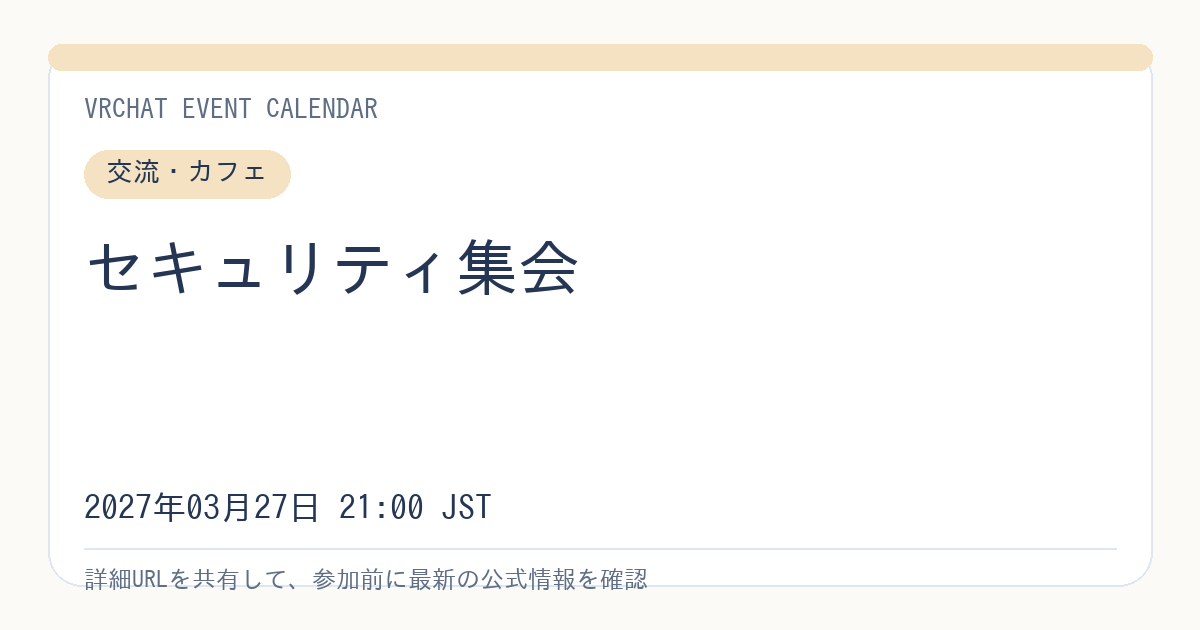 VRCHAT EVENT CALENDAR
交流・カフェ
セキュリティ集会
2027年03月27日 21:00 JST
詳細URLを共有して、参加前に最新の公式情報を確認